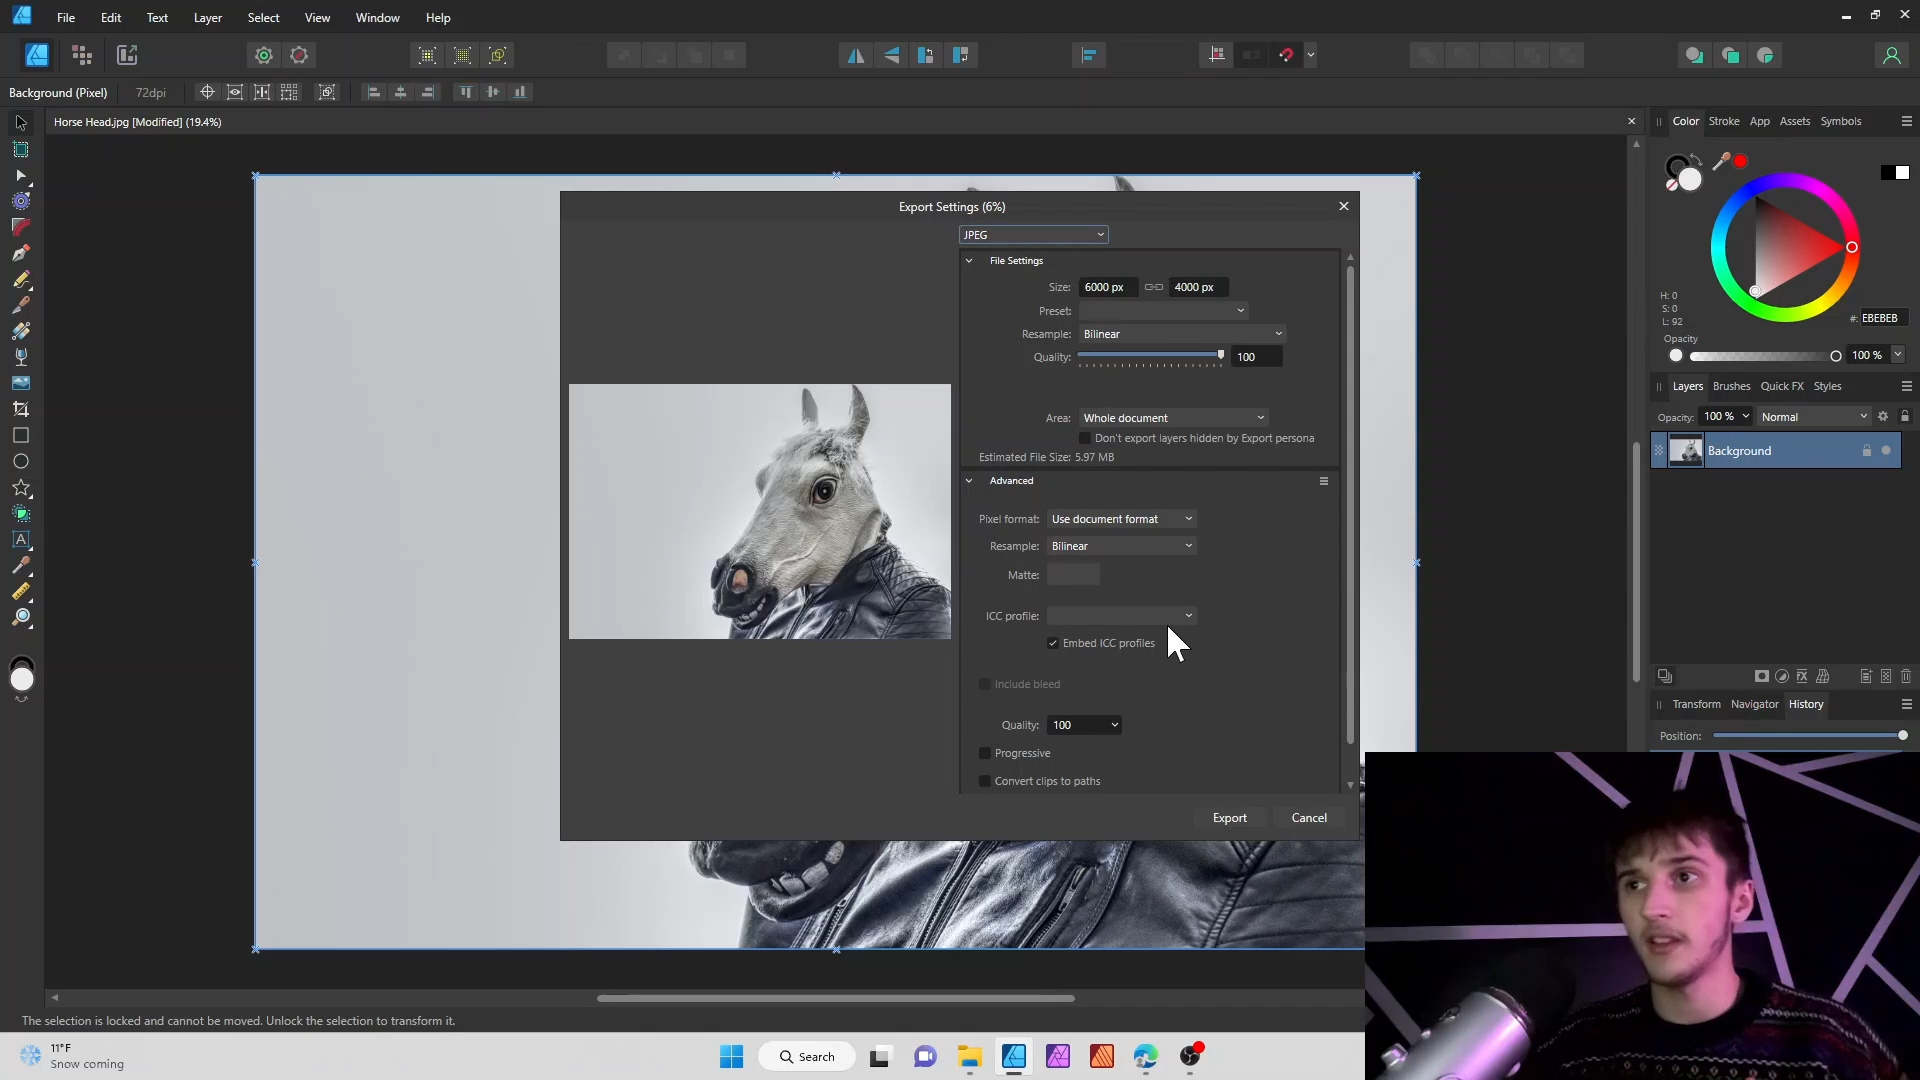 File Edit Text Layer Select View Window Help
Background (Pixel) 72dpi
Horse Head.jpg [Modified] (19.4%)
Export Settings (6%)
JPEG
File Settings
Size: 6000 px 4000 px
Preset:
Resample: Bilinear
Quality: 100
Area: Whole document
Don't export layers hidden by Export persona
Estimated File Size: 5.97 MB
Advanced
Pixel format: Use document format
Resample: Bilinear
Matte:
ICC profile:
Embed ICC profiles
Include bleed
Quality: 100
Progressive
Convert clips to paths
Export Cancel
Color Stroke App Assets Symbols
H: 0
S: 0
L: 92
#: EBEBEB
Opacity
100 %
Layers Brushes Quick FX Styles
Opacity: 100 % Normal
Background
Transform Navigator History
Position:
The selection is locked and cannot be moved. Unlock the selection to transform it.
11°F
Snow coming
Search